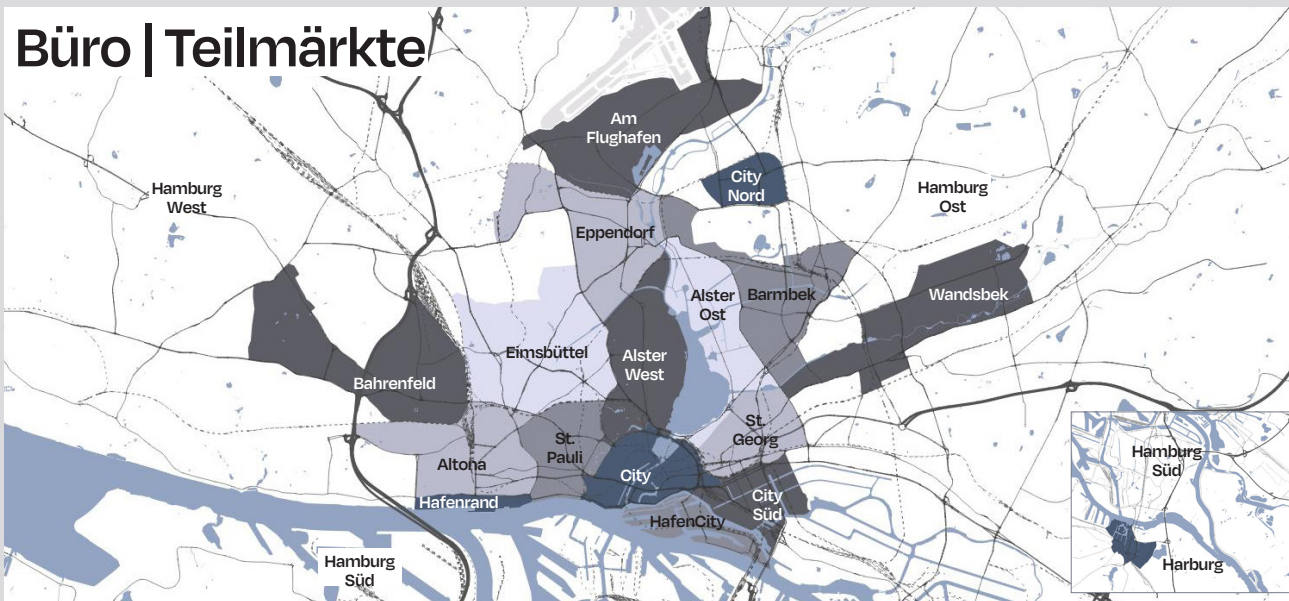 Büro | Teilmärkte
Am
Flughafen
City
Nord
Hamburg
West
Hamburg
Ost
Eppendorf
Alster
Ost
Barmbek
Wandsbek
Eimsbüttel
Alster
West
Bahrenfeld
St.
Georg
St.
Pauli
Altona
City
Hafenrand
City
Süd
HafenCity
Hamburg
Süd
Hamburg
Süd
Harburg